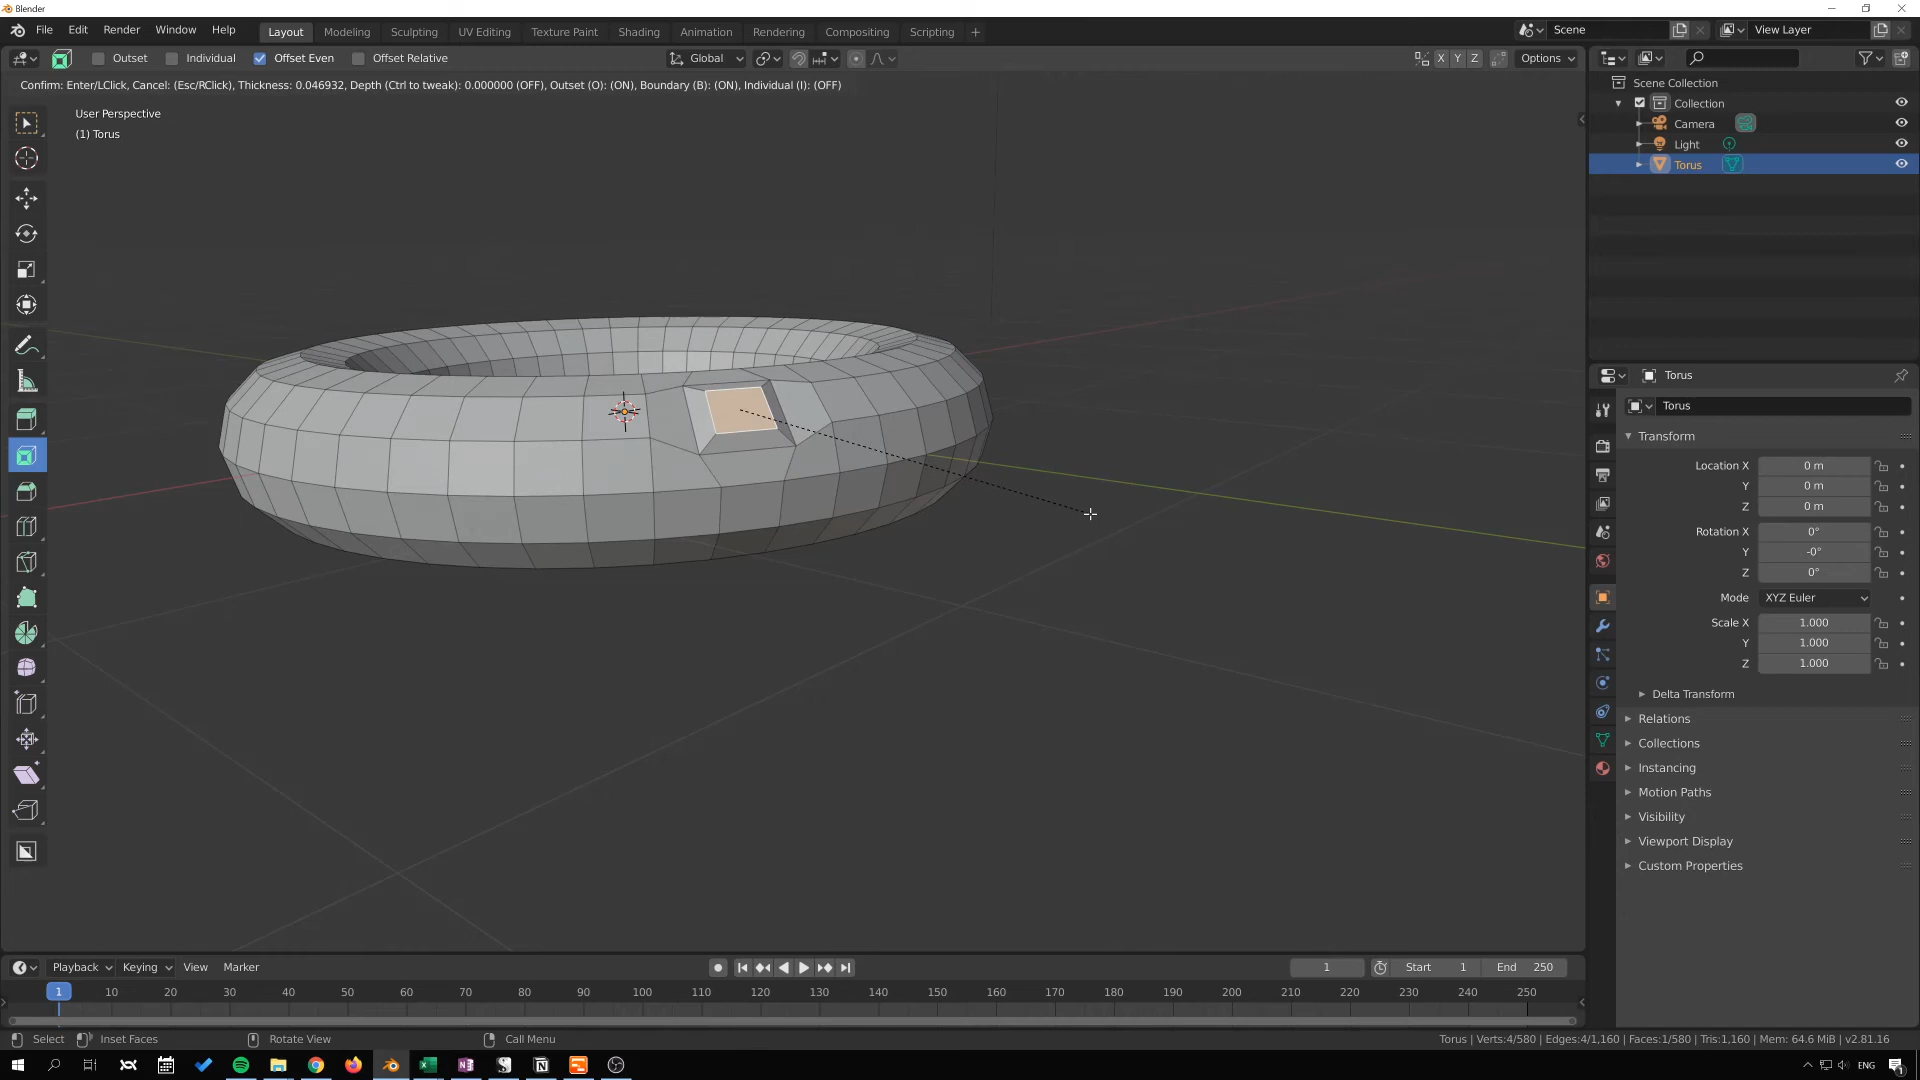 Blender
File Edit Render Window Help
Layout Modeling Sculpting UV Editing Texture Paint Shading Animation Rendering Compositing Scripting +
Scene
View Layer
Outset Individual Offset Even Offset Relative
Global
X Y Z
Options
Confirm: Enter/LClick, Cancel: (Esc/RClick), Thickness: 0.046932, Depth (Ctrl to tweak): 0.000000 (OFF), Outset (O): (ON), Boundary (B): (ON), Individual (I): (OFF)
User Perspective
(1) Torus
Scene Collection
Collection
Camera
Light
Torus
Torus
Torus
Transform
Location X 0 m
Y 0 m
Z 0 m
Rotation X 0°
Y -0°
Z 0°
Mode XYZ Euler
Scale X 1.000
Y 1.000
Z 1.000
Delta Transform
Relations
Collections
Instancing
Motion Paths
Visibility
Viewport Display
Custom Properties
Playback Keying View Marker
1
Start 1
End 250
1 10 20 30 40 50 60 70 80 90 100 110 120 130 140 150 160 170 180 190 200 210 220 230 240 250
Select Inset Faces Rotate View Call Menu
Torus | Verts:4/580 | Edges:4/1,160 | Faces:1/580 | Tris:1,160 | Mem: 64.6 MiB | v2.81.16
ENG